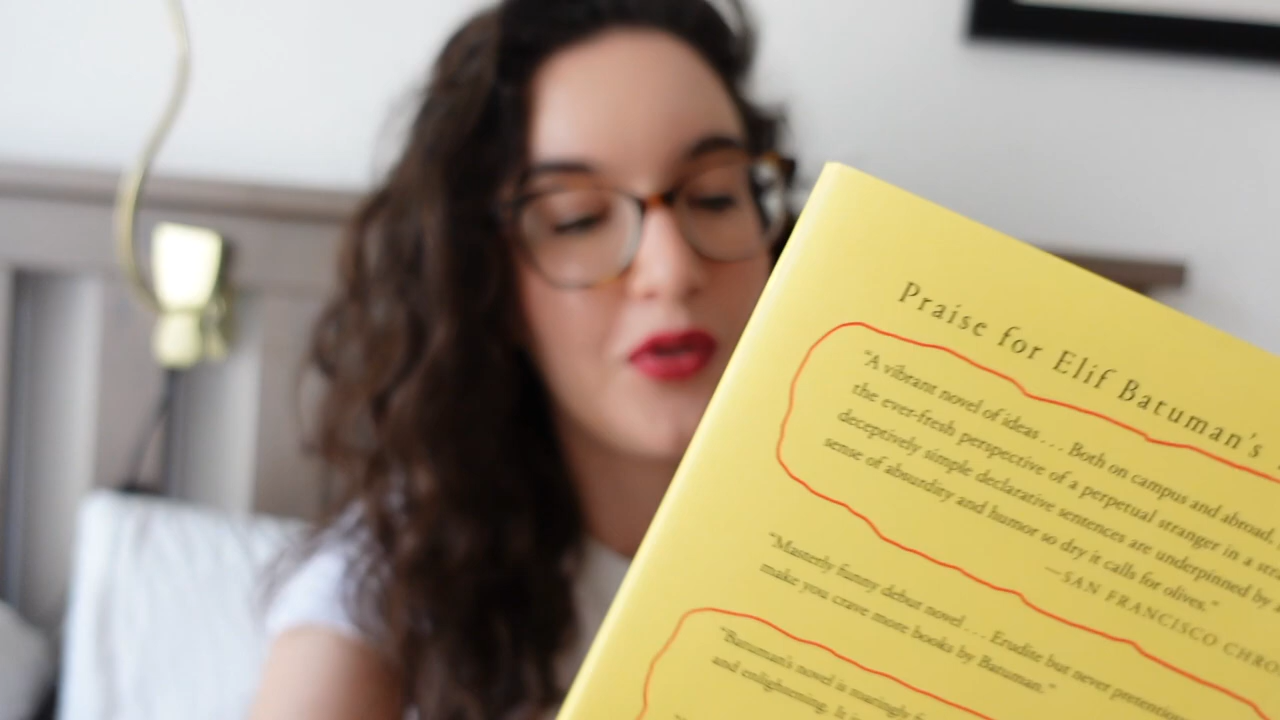 Praise for Elif Batuman's
"A vibrant novel of ideas . . . Both on campus and abroad,
the ever-fresh perspective of a perpetual stranger in a
deceptively simple declarative sentences are underpinned by
sense of absurdity and humor so dry it calls for olives."
—SAN FRANCISCO
"Masterly funny debut novel . . . Erudite but never
make you crave more books by Batuman."
"Batuman's novel is roaringly
and enlightening. It